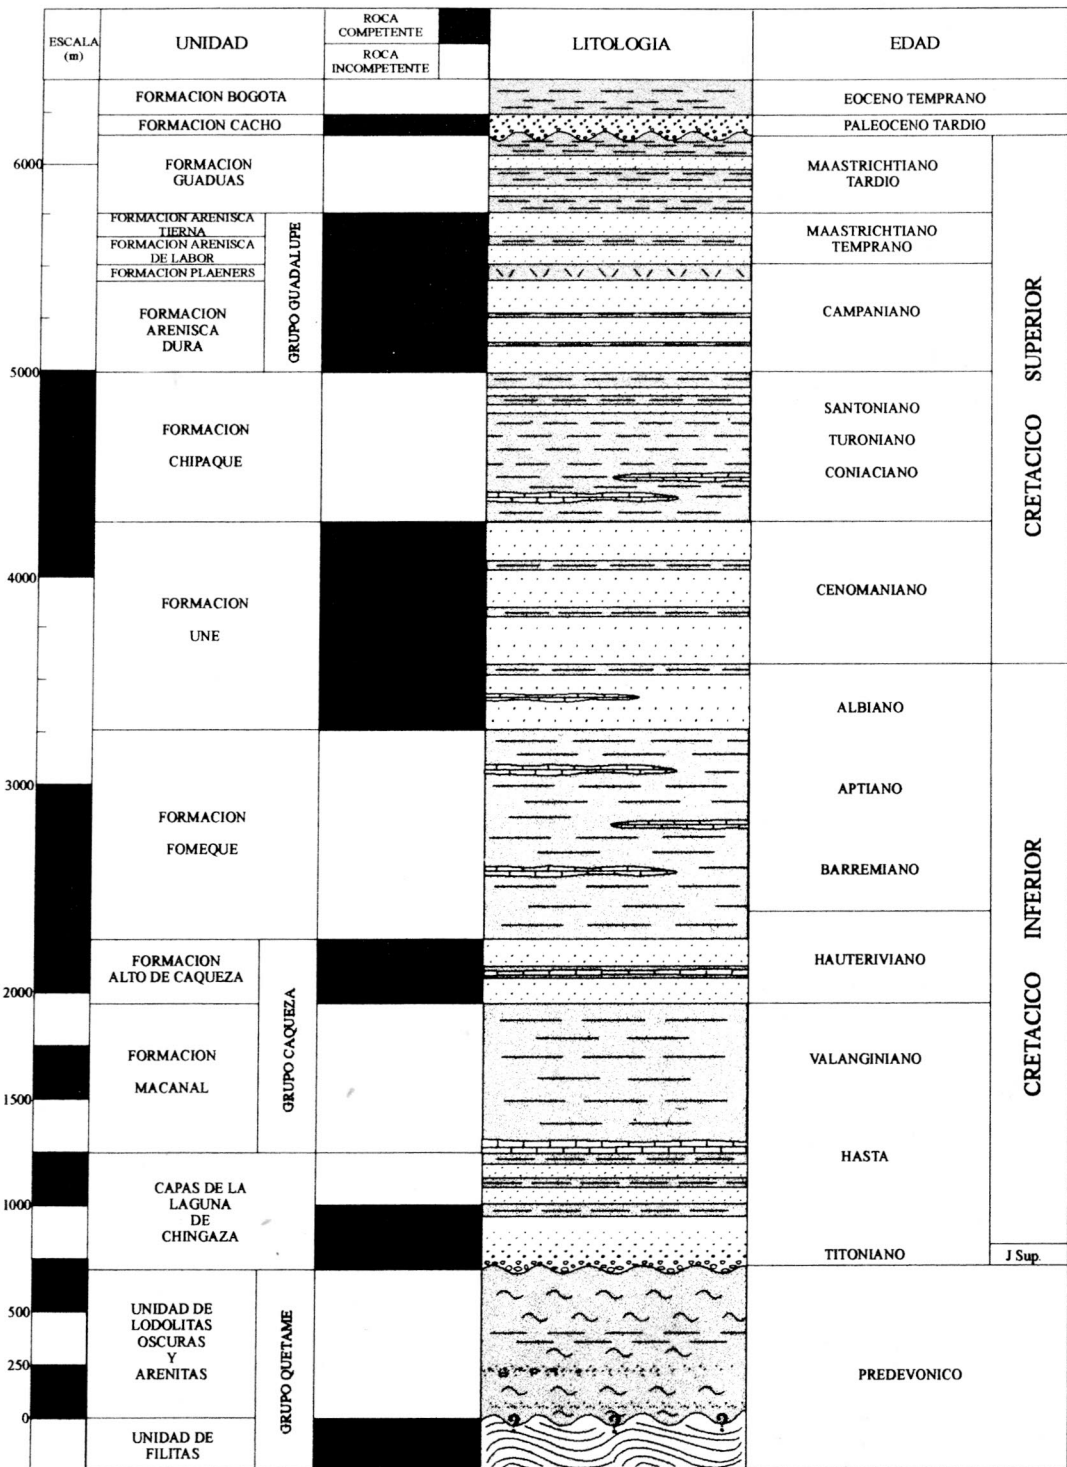 ESCALA
(m)
UNIDAD
ROCA
COMPETENTE
ROCA
INCOMPETENTE
LITOLOGIA
EDAD
FORMACION BOGOTA
EOCENO TEMPRANO
FORMACION CACHO
PALEOCENO TARDIO
6000
FORMACION
GUADUAS
MAASTRICHTIANO
TARDIO
FORMACION ARENISCA
TIERNA
FORMACION ARENISCA
DE LABOR
FORMACION PLAENERS
FORMACION
ARENISCA
DURA
GRUPO GUADALUPE
MAASTRICHTIANO
TEMPRANO
CAMPANIANO
CRETACICO SUPERIOR
5000
FORMACION
CHIPAQUE
SANTONIANO
TURONIANO
CONIACIANO
4000
FORMACION
UNE
CENOMANIANO
ALBIANO
3000
FORMACION
FOMEQUE
APTIANO
BARREMIANO
CRETACICO INFERIOR
FORMACION
ALTO DE CAQUEZA
HAUTERIVIANO
2000
GRUPO CAQUEZA
FORMACION
MACANAL
VALANGINIANO
1500
HASTA
CAPAS DE LA
LAGUNA
DE
CHINGAZA
1000
TITONIANO
J Sup.
500
UNIDAD DE
LODOLITAS
OSCURAS
Y
ARENITAS
GRUPO QUETAME
250
PREDEVONICO
0
? ? ?
UNIDAD DE
FILITAS